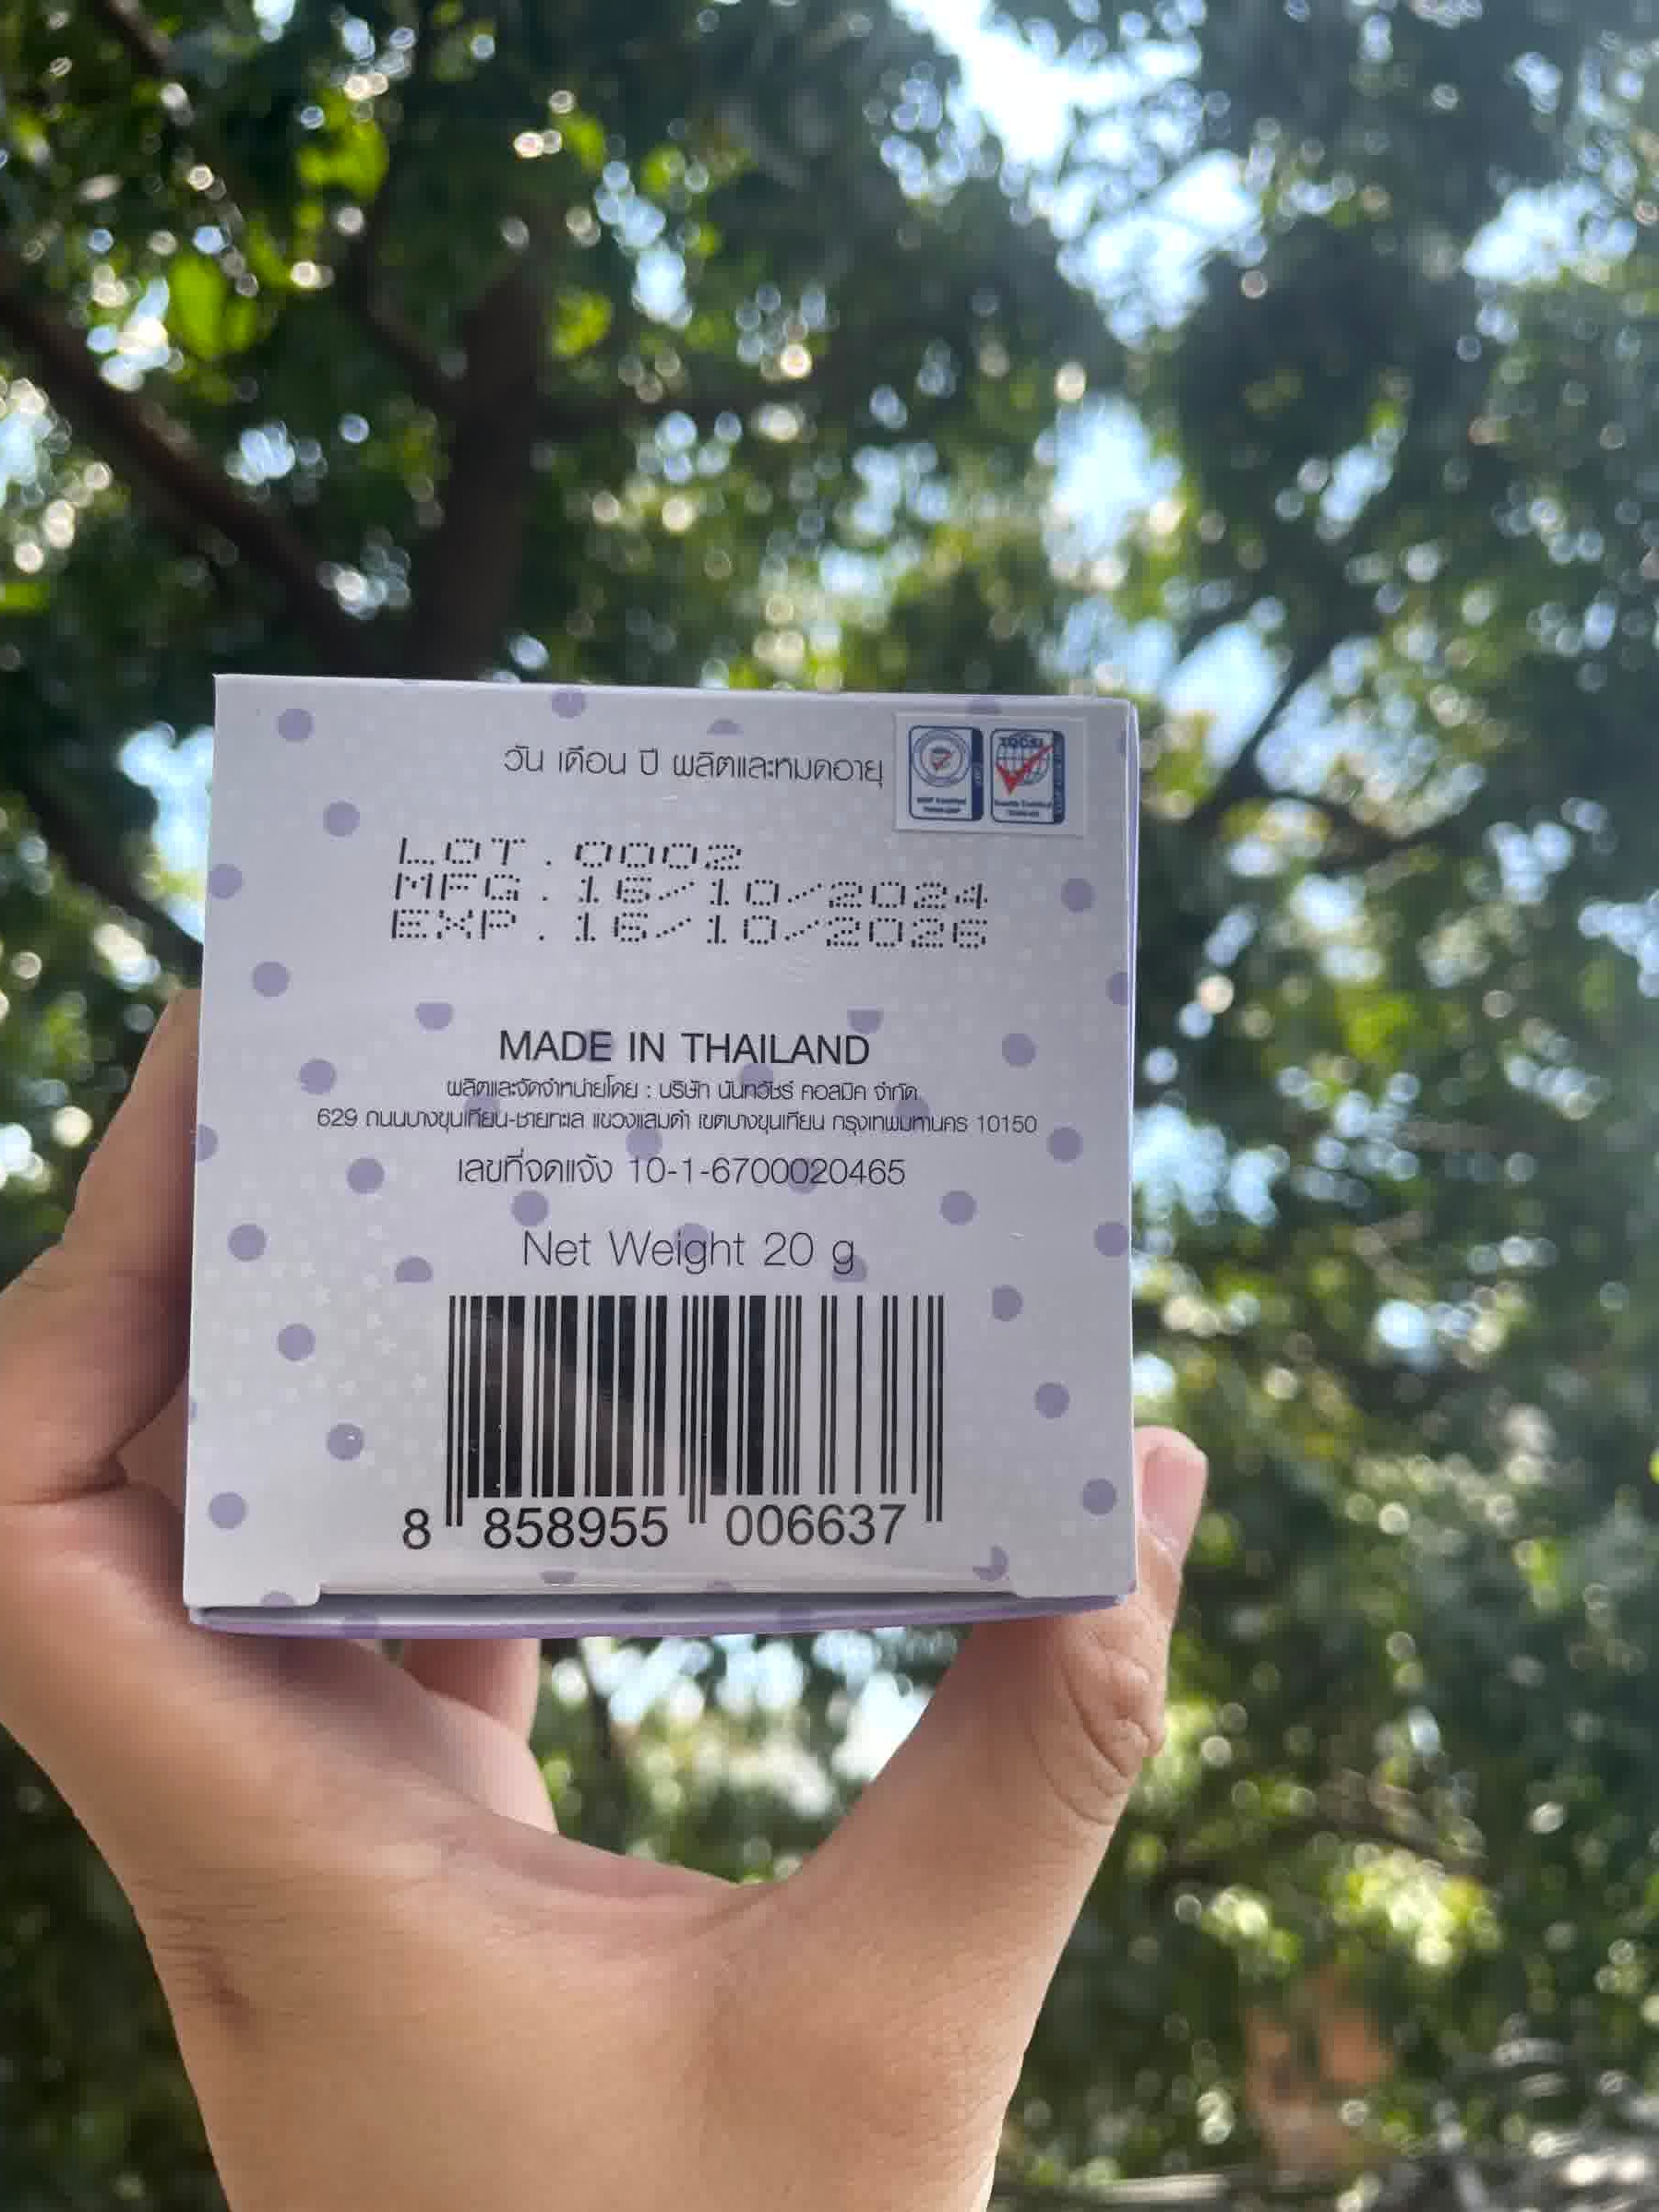 วัน เดือน ปี ผลิตและหมดอายุ
TQCSI
LOT.0002
MFG.16/10/2024
EXP.16/10/2026
MADE IN THAILAND
ผลิตและจัดจำหน่ายโดย : บริษัท นันทวัชร์ คอสมิค จำกัด
629 ถนนบางขุนเทียน-ชายทะเล แขวงแสมดำ เขตบางขุนเทียน กรุงเทพมหานคร 10150
เลขที่จดแจ้ง 10-1-6700020465
Net Weight 20 g
8 858955 006637